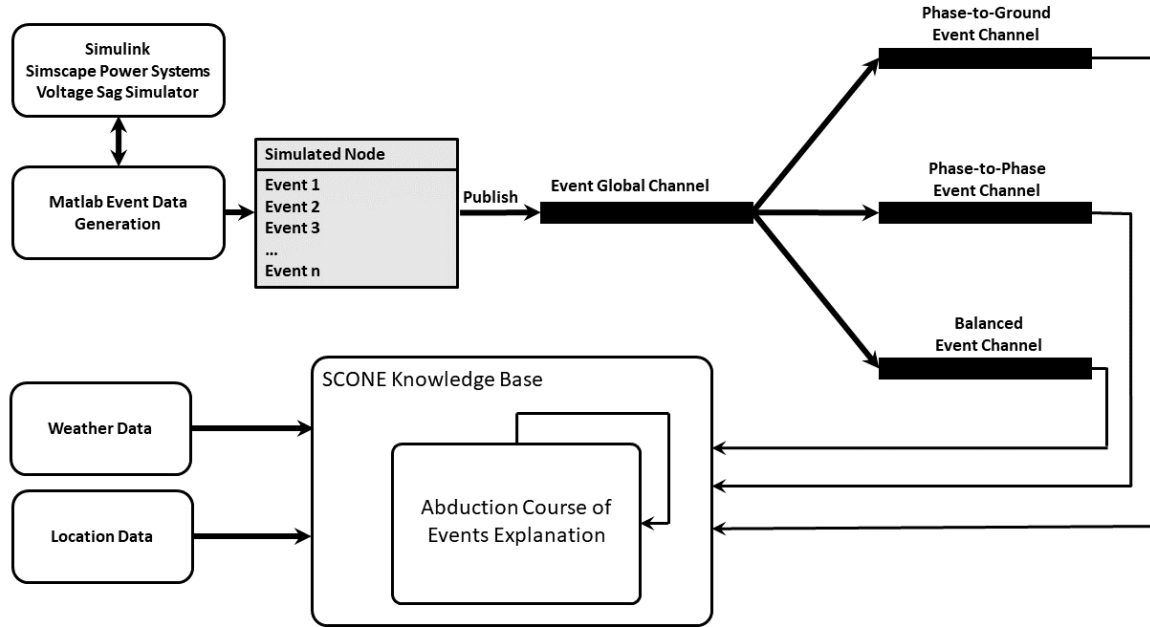 Simulink
Simscape Power Systems
Voltage Sag Simulator
Matlab Event Data
Generation
Simulated Node
Event 1
Event 2
Event 3
...
Event n
Publish
Event Global Channel
Phase-to-Ground
Event Channel
Phase-to-Phase
Event Channel
Balanced
Event Channel
Weather Data
Location Data
SCONE Knowledge Base
Abduction Course of
Events Explanation